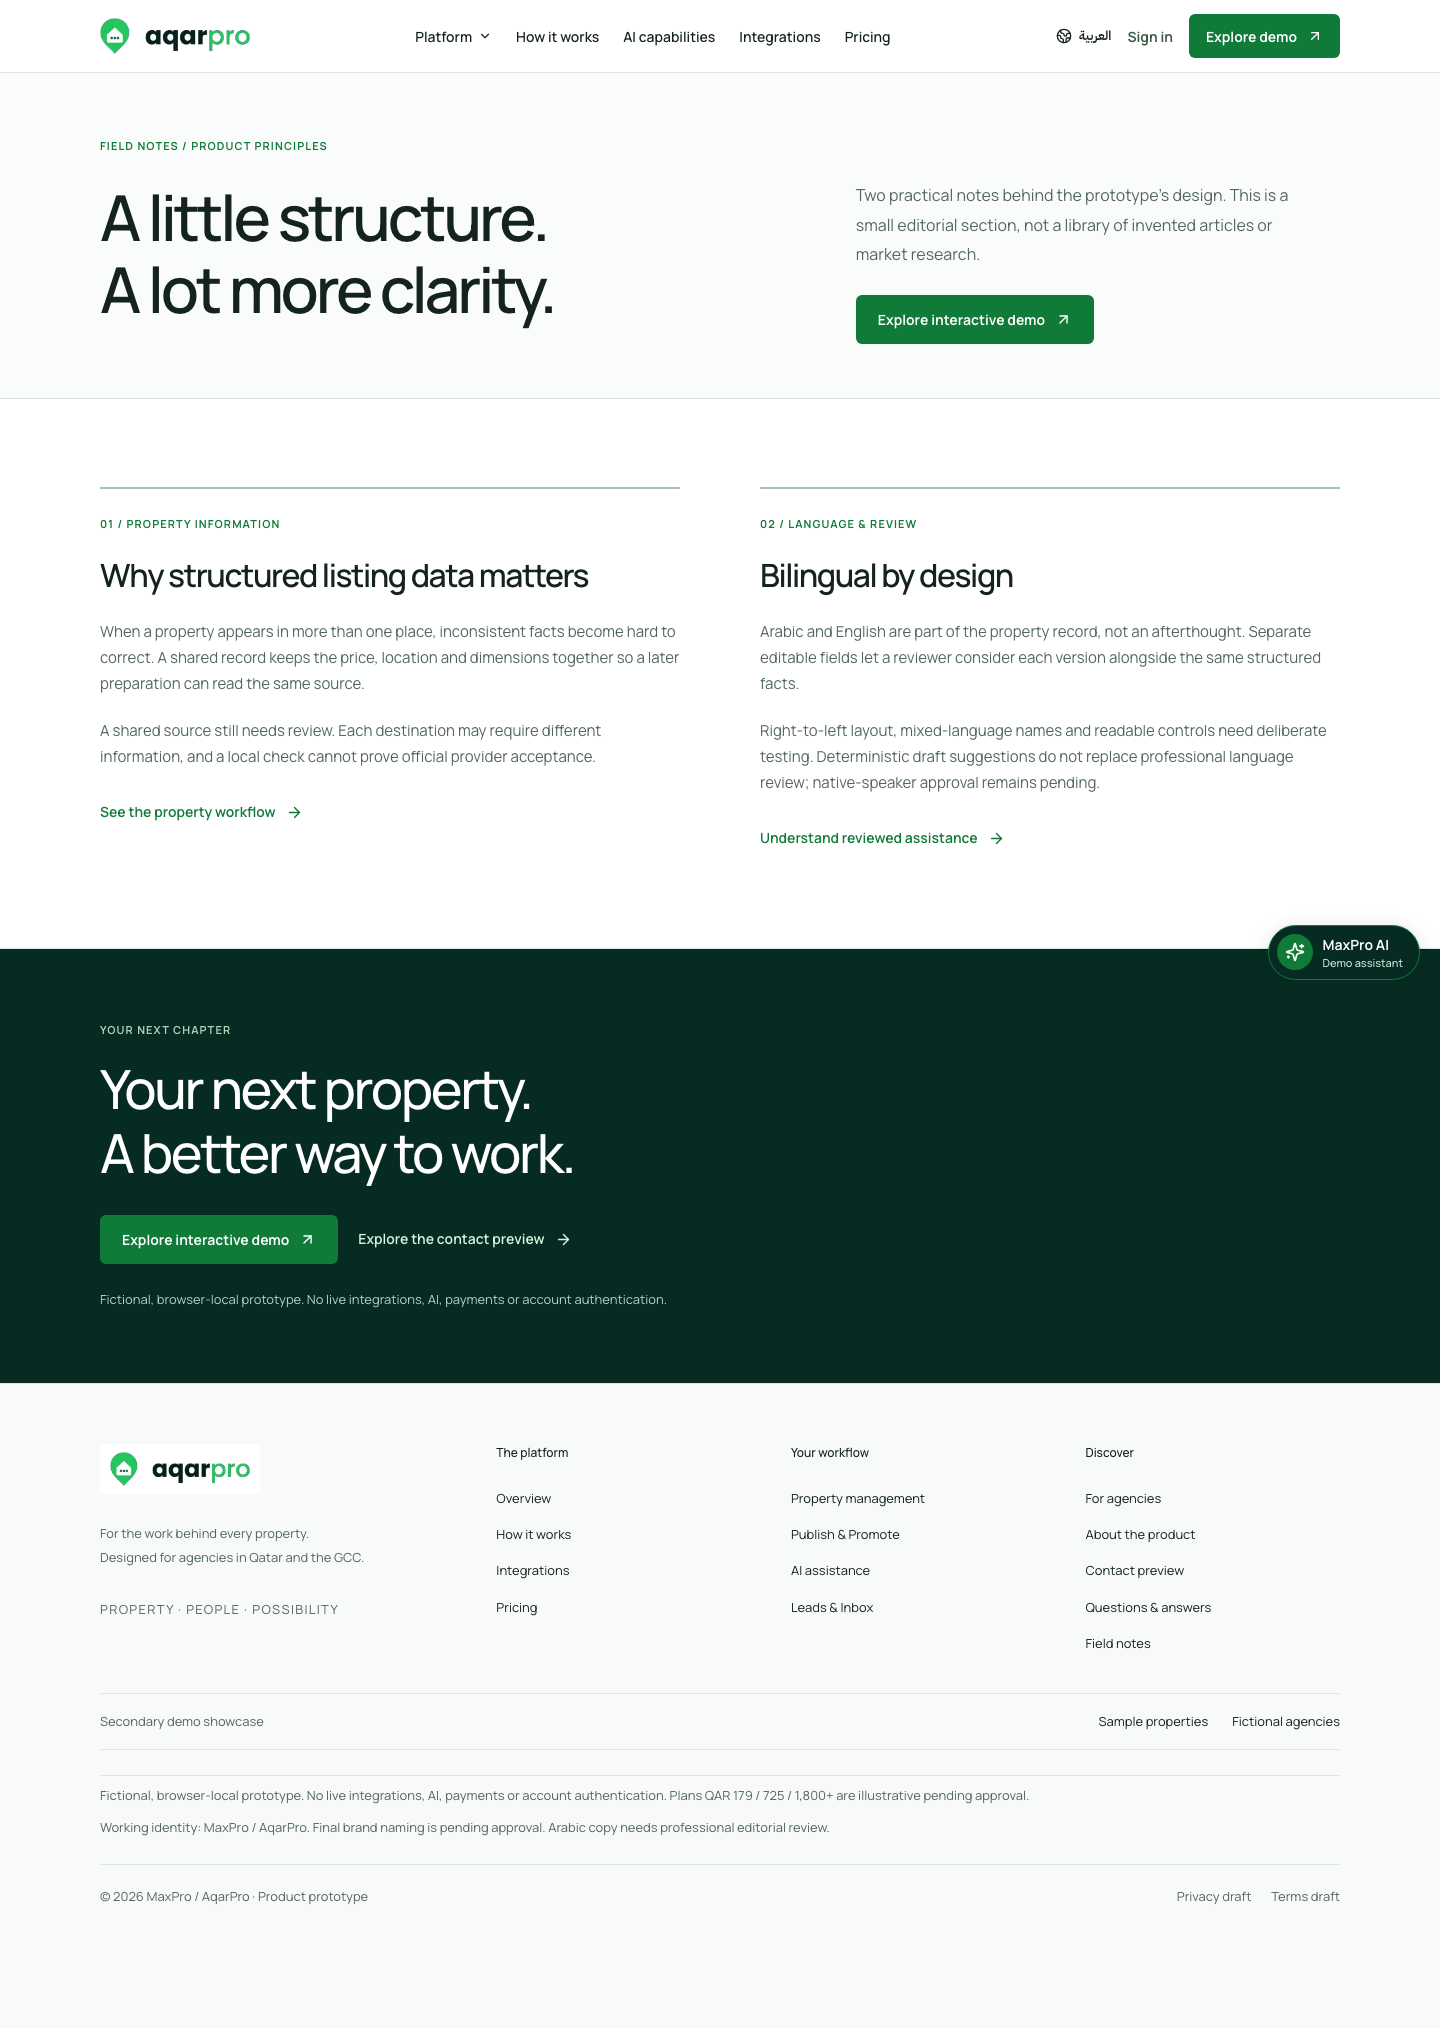 aqarpro
Platform
How it works
AI capabilities
Integrations
Pricing
العربية
Sign in
Explore demo
FIELD NOTES / PRODUCT PRINCIPLES
A little structure.
A lot more clarity.
Two practical notes behind the prototype's design. This is a
small editorial section, not a library of invented articles or
market research.
Explore interactive demo
01 / PROPERTY INFORMATION
Why structured listing data matters
When a property appears in more than one place, inconsistent facts become hard to
correct. A shared record keeps the price, location and dimensions together so a later
preparation can read the same source.
A shared source still needs review. Each destination may require different
information, and a local check cannot prove official provider acceptance.
See the property workflow
02 / LANGUAGE & REVIEW
Bilingual by design
Arabic and English are part of the property record, not an afterthought. Separate
editable fields let a reviewer consider each version alongside the same structured
facts.
Right-to-left layout, mixed-language names and readable controls need deliberate
testing. Deterministic draft suggestions do not replace professional language
review; native-speaker approval remains pending.
Understand reviewed assistance
MaxPro AI
Demo assistant
YOUR NEXT CHAPTER
Your next property.
A better way to work.
Explore interactive demo
Explore the contact preview
Fictional, browser-local prototype. No live integrations, AI, payments or account authentication.
aqarpro
For the work behind every property.
Designed for agencies in Qatar and the GCC.
PROPERTY · PEOPLE · POSSIBILITY
The platform
Overview
How it works
Integrations
Pricing
Your workflow
Property management
Publish & Promote
AI assistance
Leads & Inbox
Discover
For agencies
About the product
Contact preview
Questions & answers
Field notes
Secondary demo showcase
Sample properties
Fictional agencies
Fictional, browser-local prototype. No live integrations, AI, payments or account authentication. Plans QAR 179 / 725 / 1,800+ are illustrative pending approval.
Working identity: MaxPro / AqarPro. Final brand naming is pending approval. Arabic copy needs professional editorial review.
© 2026 MaxPro / AqarPro · Product prototype
Privacy draft
Terms draft